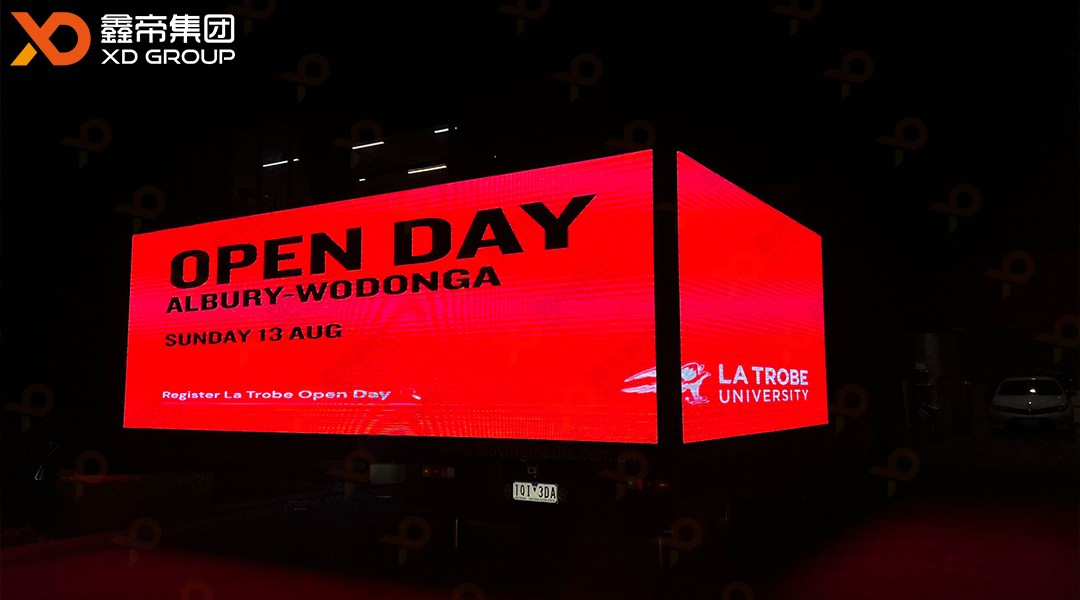 鑫帝集团
XD GROUP
OPEN DAY
ALBURY-WODONGA
SUNDAY 13 AUG
Register La Trobe Open Day
LA TROBE
UNIVERSITY
1QI 3DA